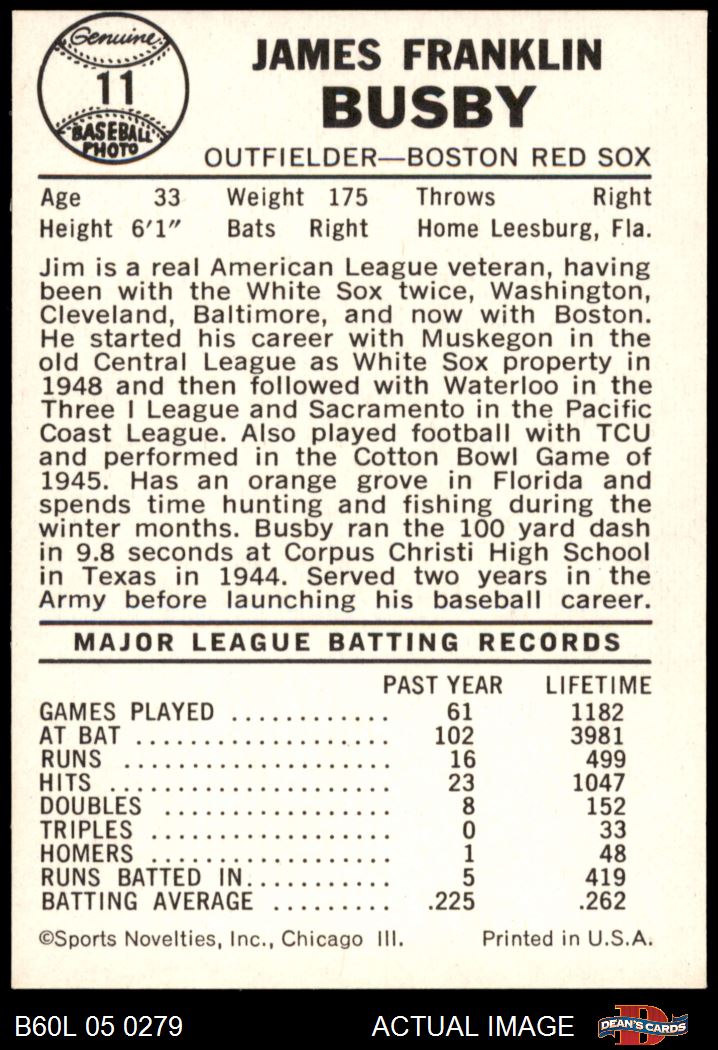 Genuine
11
BASEBALL
PHOTO
JAMES FRANKLIN
BUSBY
OUTFIELDER—BOSTON RED SOX
Age 33 Weight 175 Throws Right
Height 6'1" Bats Right Home Leesburg, Fla.
Jim is a real American League veteran, having
been with the White Sox twice, Washington,
Cleveland, Baltimore, and now with Boston.
He started his career with Muskegon in the
old Central League as White Sox property in
1948 and then followed with Waterloo in the
Three I League and Sacramento in the Pacific
Coast League. Also played football with TCU
and performed in the Cotton Bowl Game of
1945. Has an orange grove in Florida and
spends time hunting and fishing during the
winter months. Busby ran the 100 yard dash
in 9.8 seconds at Corpus Christi High School
in Texas in 1944. Served two years in the
Army before launching his baseball career.
MAJOR LEAGUE BATTING RECORDS
PAST YEAR LIFETIME
GAMES PLAYED ............ 61 1182
AT BAT .................. 102 3981
RUNS ................... 16 499
HITS .................... 23 1047
DOUBLES ................ 8 152
TRIPLES ................. 0 33
HOMERS ................. 1 48
RUNS BATTED IN........... 5 419
BATTING AVERAGE ......... .225 .262
©Sports Novelties, Inc., Chicago Ill. Printed in U.S.A.
B60L 05 0279 ACTUAL IMAGE D DEAN'S CARDS